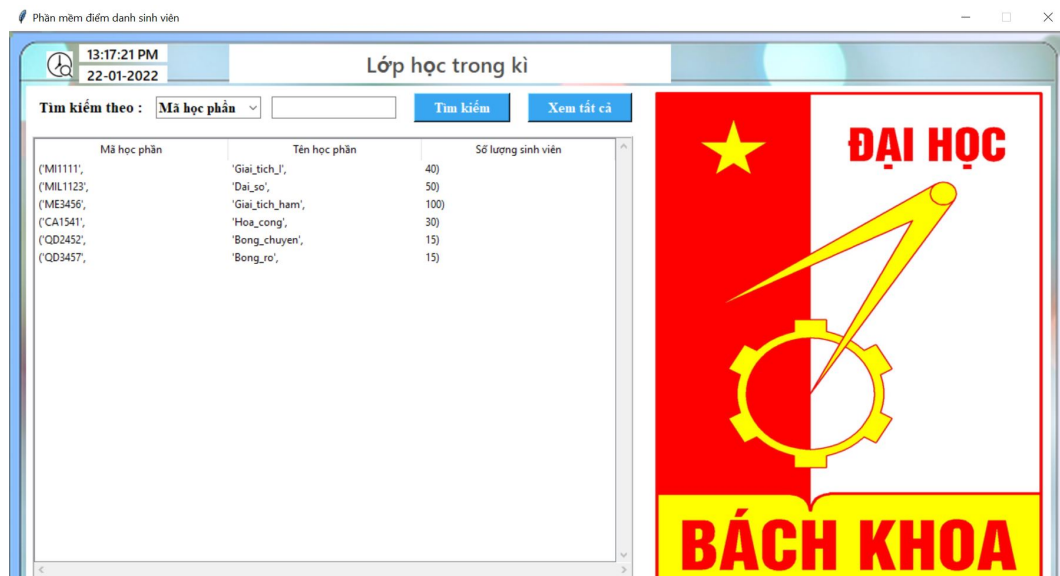 Phần mềm điểm danh sinh viên
13:17:21 PM
22-01-2022
Lớp học trong kì
Tìm kiếm theo : Mã học phần Tìm kiếm Xem tất cả
Mã học phần Tên học phần Số lượng sinh viên
('MI1111', 'Giai_tich_I', 40)
('MIL1123', 'Dai_so', 50)
('ME3456', 'Giai_tich_ham', 100)
('CA1541', 'Hoa_cong', 30)
('QD2452', 'Bong_chuyen', 15)
('QD3457', 'Bong_ro', 15)
ĐẠI HỌC
BÁCH KHOA